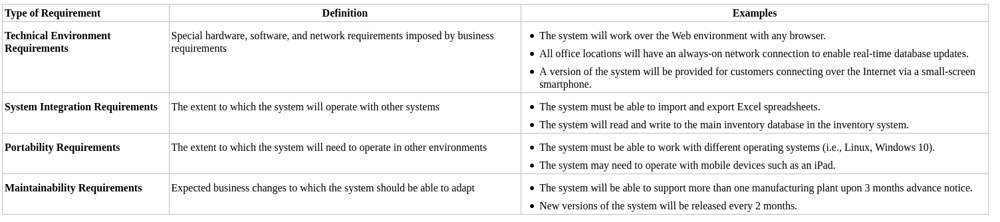 Type of Requirement Definition Examples
Technical Environment Requirements
Special hardware, software, and network requirements imposed by business
requirements
• The system will work over the Web environment with any browser.
• All office locations will have an always-on network connection to enable real-time database updates.
• A version of the system will be provided for customers connecting over the Internet via a small-screen
smartphone.
System Integration Requirements
The extent to which the system will operate with other systems
• The system must be able to import and export Excel spreadsheets.
• The system will read and write to the main inventory database in the inventory system.
Portability Requirements
The extent to which the system will need to operate in other environments
• The system must be able to work with different operating systems (i.e., Linux, Windows 10).
• The system may need to operate with mobile devices such as an iPad.
Maintainability Requirements
Expected business changes to which the system should be able to adapt
• The system will be able to support more than one manufacturing plant upon 3 months advance notice.
• New versions of the system will be released every 2 months.